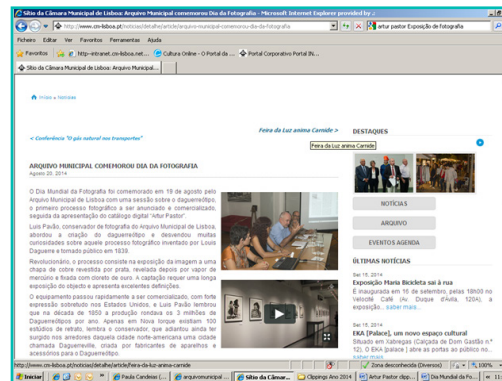 Sítio da Câmara Municipal de Lisboa: Arquivo Municipal comemorou Dia da Fotografia - Microsoft Internet Explorer provided by
http://www.cm-lisboa.pt/noticias/detalhe/article/arquivo-municipal-comemorou-dia-da-fotografia
artur pastor Exposição de fotografia
Ficheiro Editar Ver Favoritos Ferramentas Ajuda
Favoritos http--intranet.cm-lisboa.net... Cultura Online - O Portal da ... Portal Corporativo Portal IN...
Sítio da Câmara Municipal de Lisboa: Arquivo Municipal...
Início » Notícias
Feira da Luz anima Carnide >
< Conferência "O gás natural nos transportes"
Feira da Luz anima Carnide
ARQUIVO MUNICIPAL COMEMOROU DIA DA FOTOGRAFIA
Agosto 20, 2014
O Dia Mundial da Fotografia foi comemorado em 19 de agosto pelo
Arquivo Municipal de Lisboa com uma sessão sobre o daguerreótipo,
o primeiro processo fotográfico a ser anunciado e comercializado,
seguida da apresentação do catálogo digital "Artur Pastor".
Luís Pavão, conservador de fotografia do Arquivo Municipal de Lisboa,
abordou a criação do daguerreótipo e desvendou muitas
curiosidades sobre aquele processo fotográfico inventado por Louis
Daguerre e tornado público em 1839.
Revolucionário, o processo consiste na exposição da imagem a uma
chapa de cobre revestida por prata, revelada depois por vapor de
mercúrio e fixada com cloreto de ouro. A captação requer uma longa
exposição do objecto e apresenta excelentes definições.
O equipamento passou rapidamente a ser comercializado, com forte
expressão sobretudo nos Estados Unidos, e Luís Pavão lembrou
que na década de 1850 a produção rondava os 3 milhões de
Daguerreótipos por ano. Apenas em Nova Iorque existiam 100
estúdios de retrato, lembra o conservador, que adiantou ainda ter
surgido nos arredores daquela cidade norte-americana uma cidade
chamada Daguerreville, criada por fabricantes de aparelhos e
acessórios para o Daguerreótipo.
DESTAQUES
NOTÍCIAS
ARQUIVO
EVENTOS AGENDA
ÚLTIMAS NOTÍCIAS
Set 15, 2014
Exposição Maria Bicicleta sai à rua
É inaugurada em 16 de setembro, pelas 18h00 no
Velocité Café (Av. Duque d'Ávila, 120A), a
exposição... saber mais
Set 15, 2014
EKA [Palace], um novo espaço cultural
Situado em Xabregas (Calçada de Dom Gastão n.º
12), O EKA [palace] abre as portas ao público no...
saber mais
http://www.cm-lisboa.pt/noticias/detalhe/article/feira-da-luz-anima-carnide
Zona desconhecida (Diversos)
100%
Iniciar
Paula Candeias (...
arquivomunicipal ...
Sítio da Câmar...
Clippings Ano 2014
Artur Pastor clipp...
Dia Mundial da Fo...